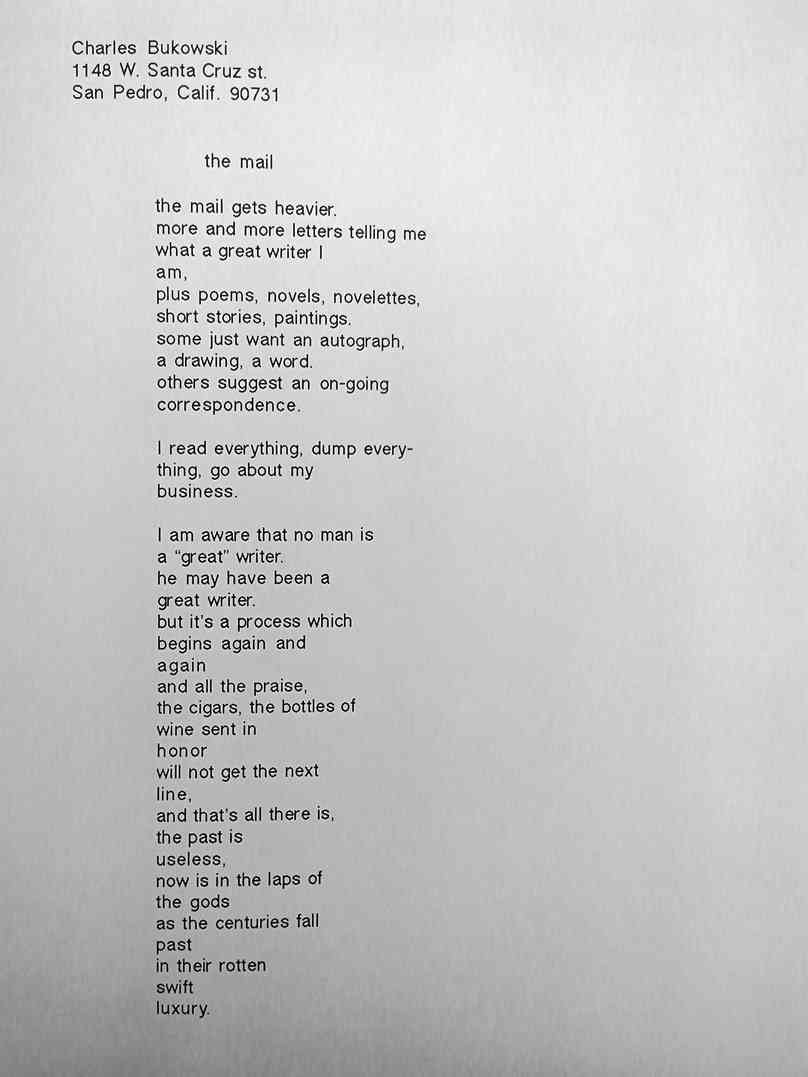 Charles Bukowski
1148 W. Santa Cruz st.
San Pedro, Calif. 90731
the mail
the mail gets heavier.
more and more letters telling me
what a great writer I
am,
plus poems, novels, novelettes,
short stories, paintings.
some just want an autograph,
a drawing, a word.
others suggest an on-going
correspondence.
I read everything, dump every-
thing, go about my
business.
I am aware that no man is
a “great” writer.
he may have been a
great writer.
but it's a process which
begins again and
again
and all the praise,
the cigars, the bottles of
wine sent in
honor
will not get the next
line,
and that's all there is,
the past is
useless,
now is in the laps of
the gods
as the centuries fall
past
in their rotten
swift
luxury.